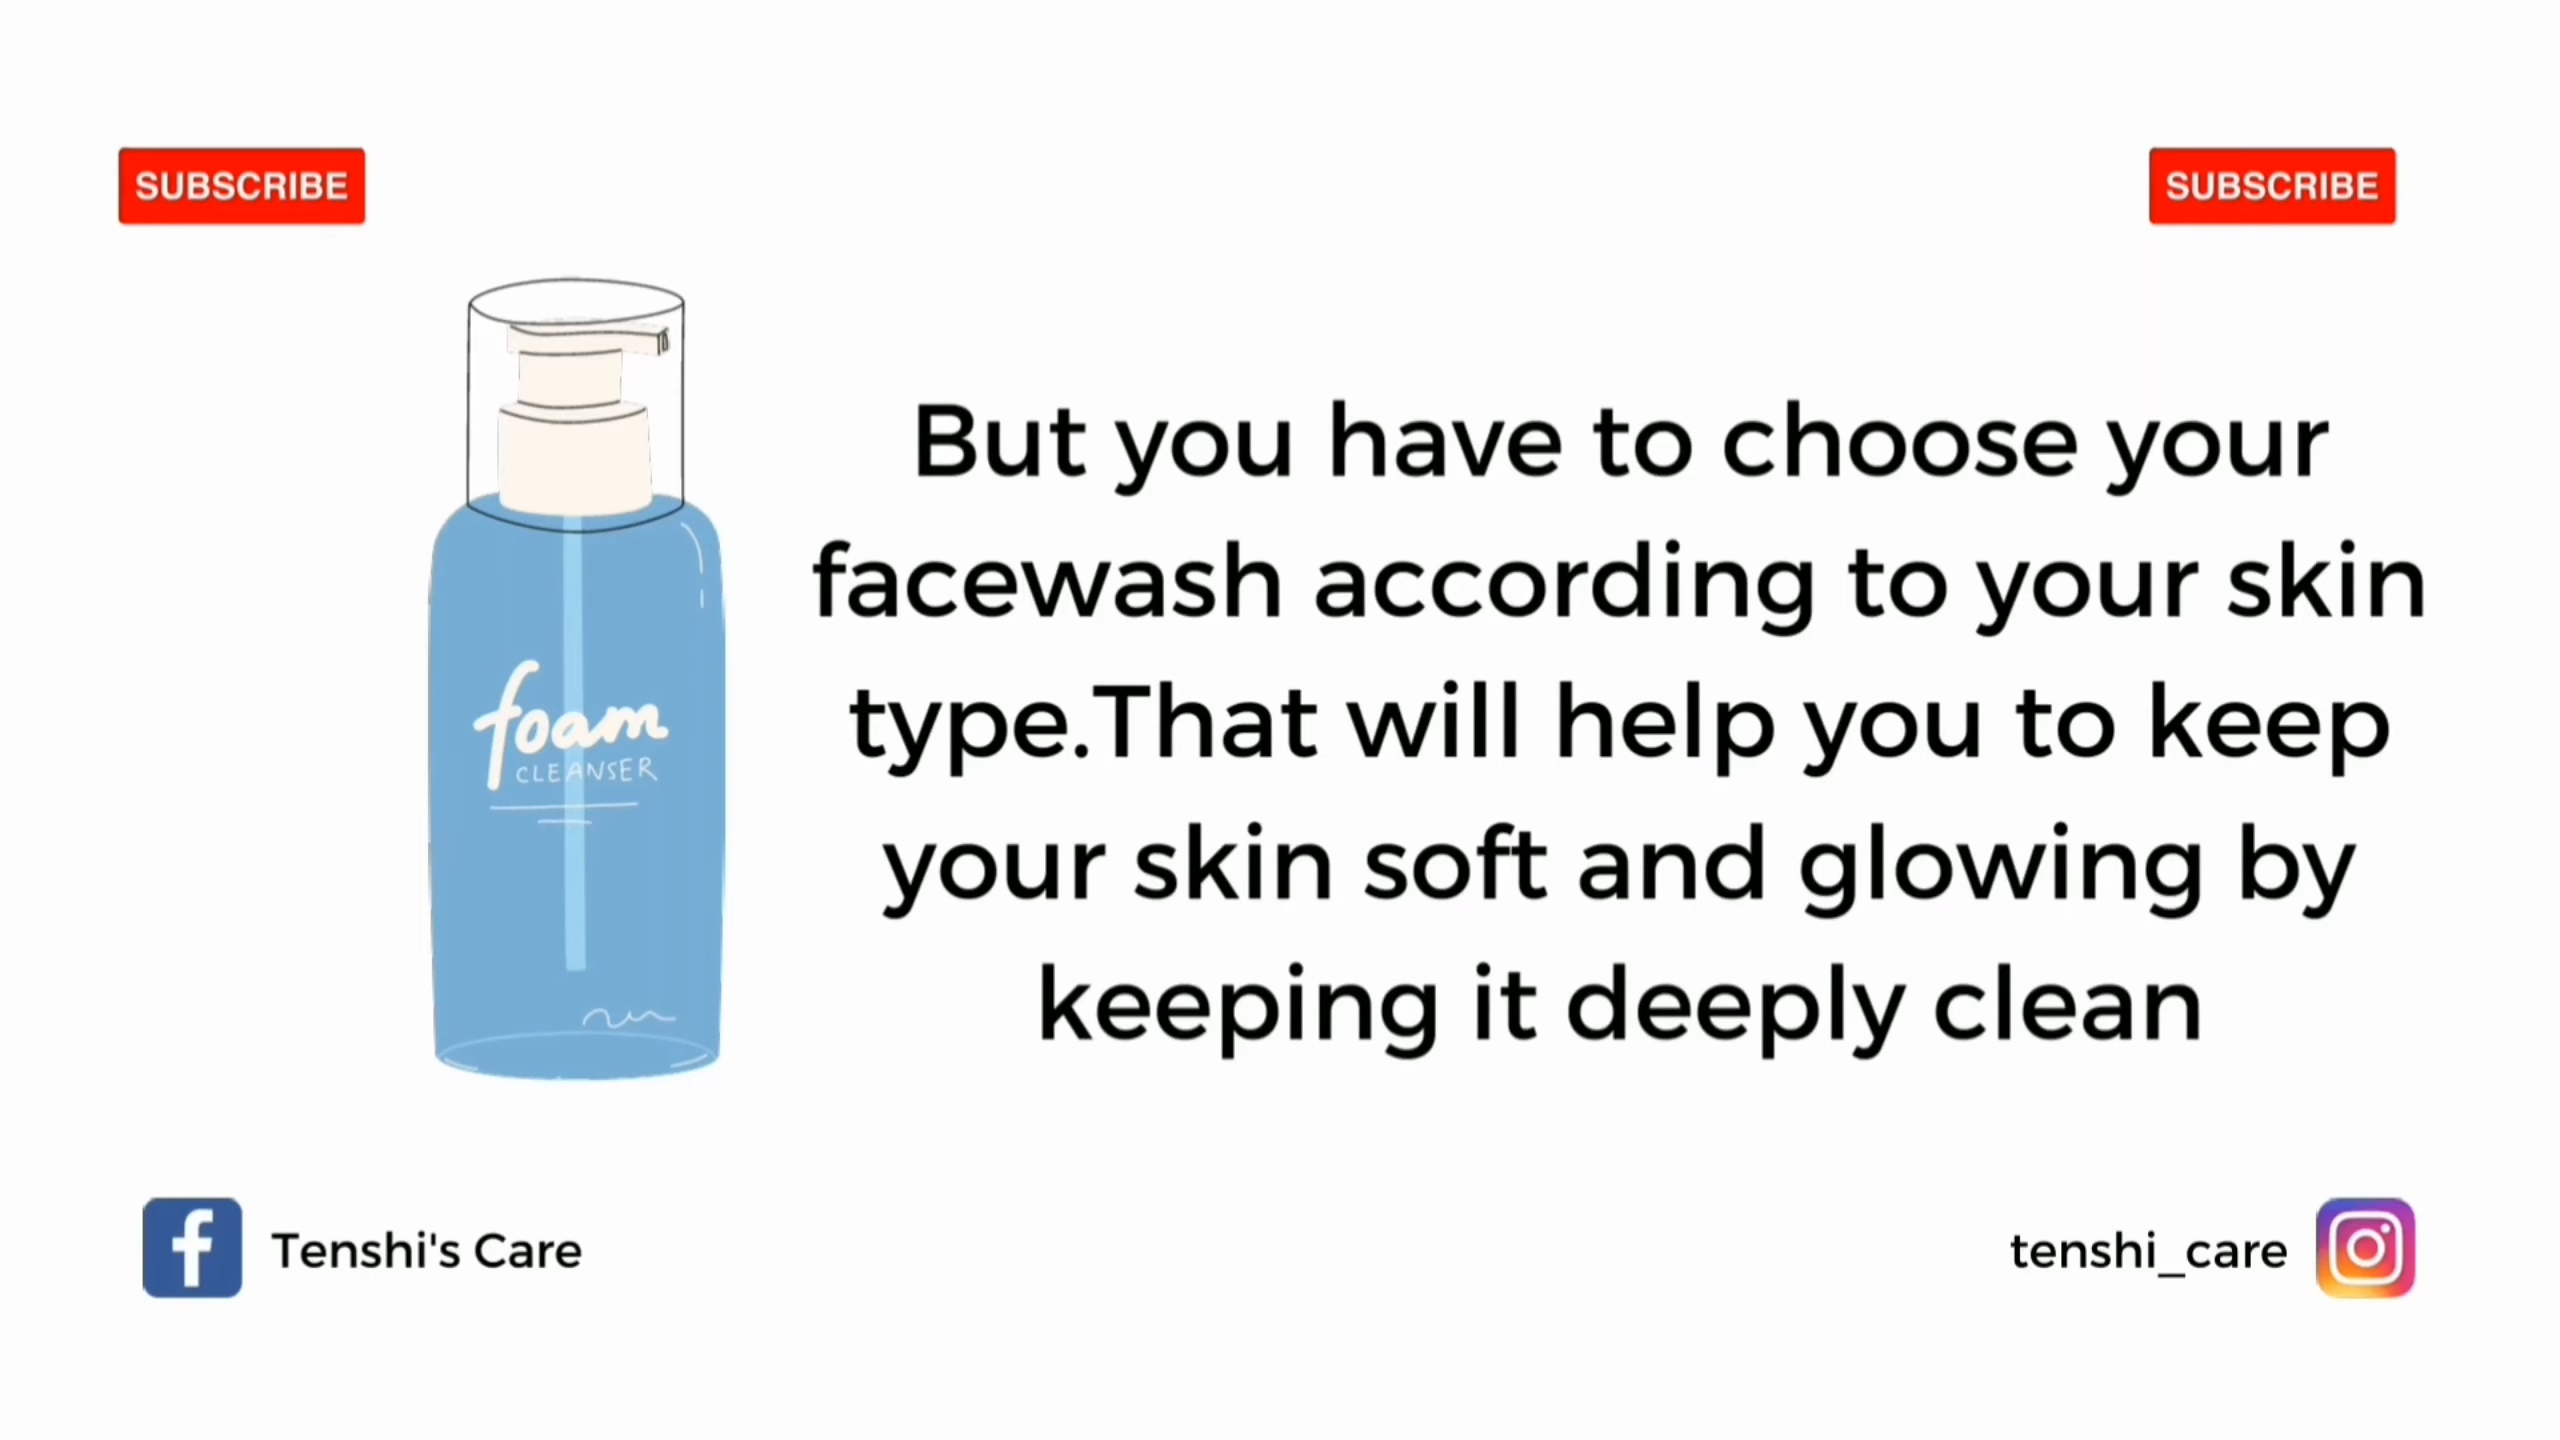 SUBSCRIBE
SUBSCRIBE
But you have to choose your
facewash according to your skin
type.That will help you to keep
your skin soft and glowing by
keeping it deeply clean
foam
CLEANSER
Tenshi's Care
tenshi_care